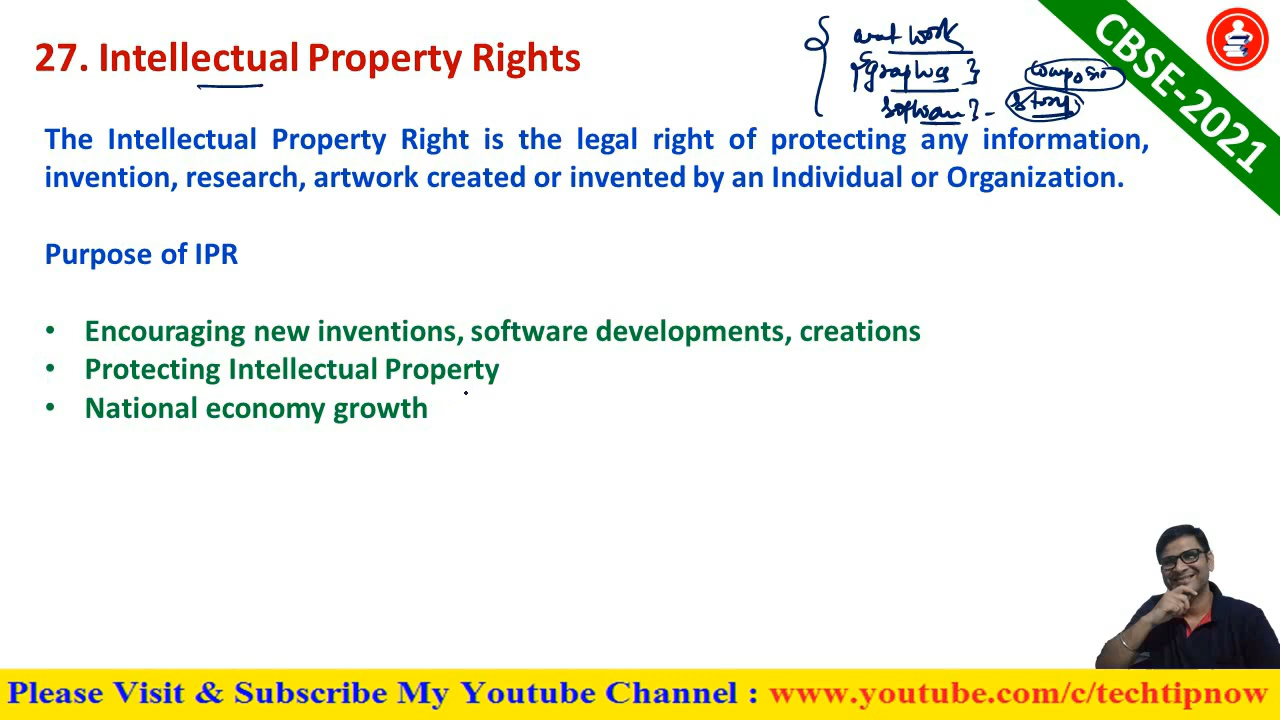 27. Intellectual Property Rights
art work
graphics
software
story
CBSE-2021
The Intellectual Property Right is the legal right of protecting any information,
invention, research, artwork created or invented by an Individual or Organization.
Purpose of IPR
• Encouraging new inventions, software developments, creations
• Protecting Intellectual Property
• National economy growth
Please Visit & Subscribe My Youtube Channel : www.youtube.com/c/techtipnow